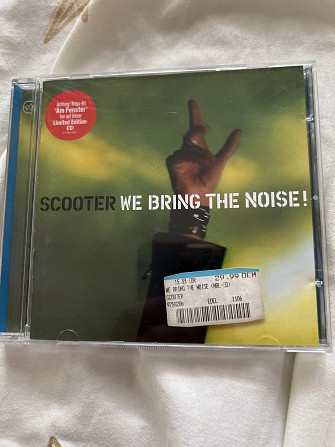 Achtung! Mega-Hit
"Am Fenster"
nur auf dieser
Limited Edition-
CD!
SCOOTER WE BRING THE NOISE!
29.99 DEM
WE BRING THE NOISE
SCOOTER
EDEL 1106